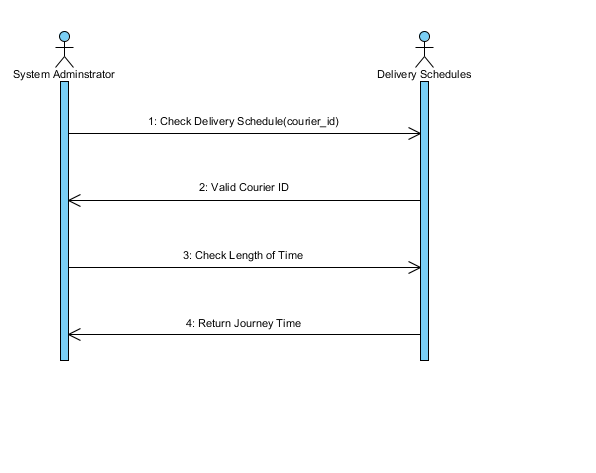 System Adminstrator
Delivery Schedules
1: Check Delivery Schedule(courier_id)
2: Valid Courier ID
3: Check Length of Time
4: Return Journey Time